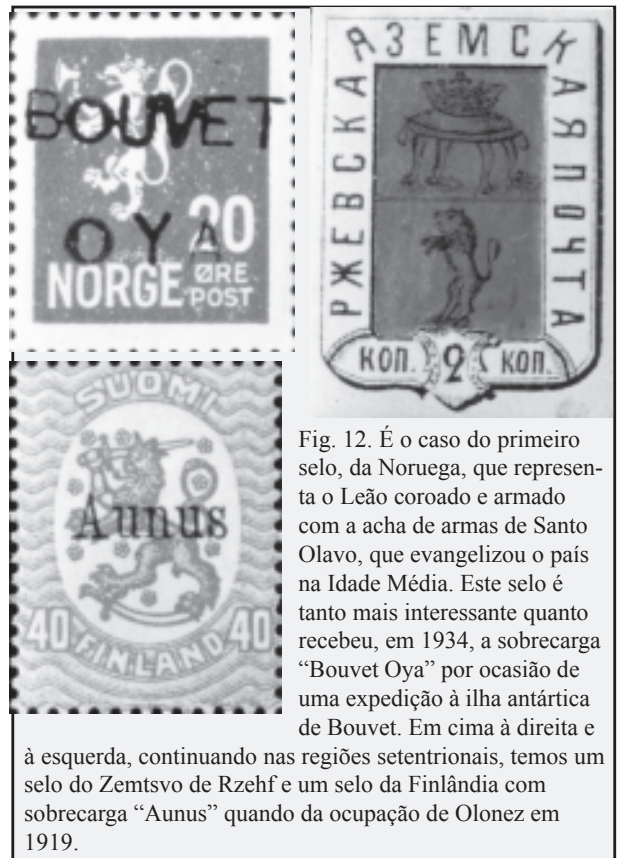 BOUVET
OYA
20
NORGE ØRE
POST
РЖЕВСКАЯ ЗЕМСКАЯ ПОЧТА
КОП. 2 КОП.
SUOMI
Aunus
40 FINLAND 40
Fig. 12. É o caso do primeiro
selo, da Noruega, que represen-
ta o Leão coroado e armado
com a acha de armas de Santo
Olavo, que evangelizou o país
na Idade Média. Este selo é
tanto mais interessante quanto
recebeu, em 1934, a sobrecarga
“Bouvet Oya” por ocasião de
uma expedição à ilha antártica
de Bouvet. Em cima à direita e
à esquerda, continuando nas regiões setentrionais, temos um
selo do Zemtsvo de Rzehf e um selo da Finlândia com
sobrecarga “Aunus” quando da ocupação de Olonez em
1919.